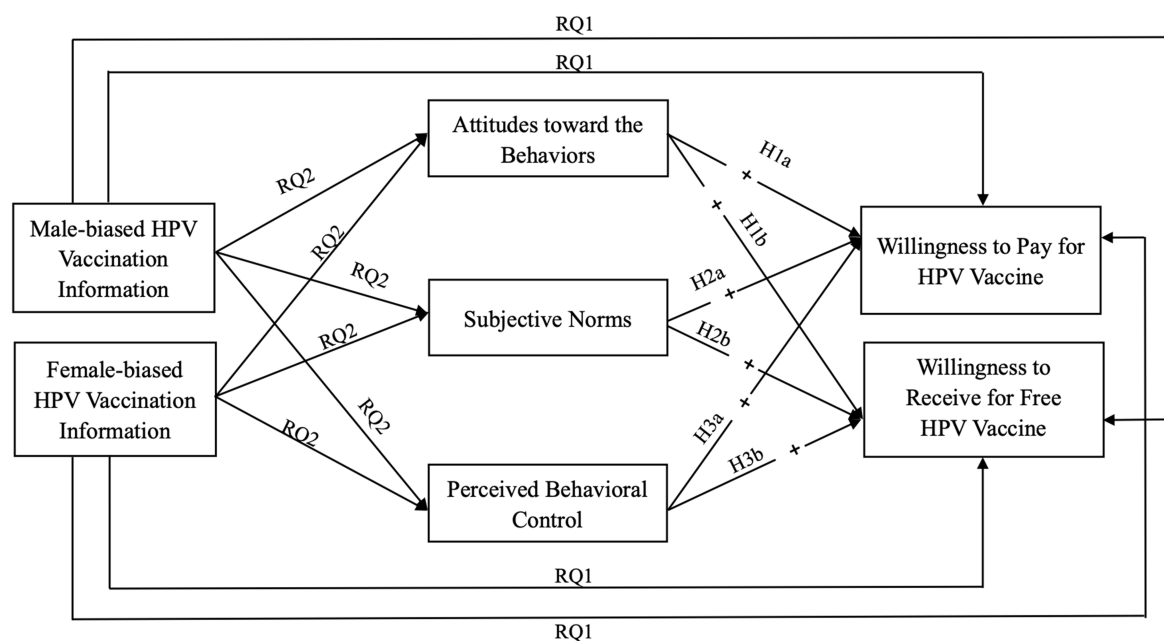 RQ1
RQ1
Attitudes toward the
Behaviors
H1a
+
RQ2
+
H1b
Male-biased HPV
Vaccination
Information
RQ2
Willingness to Pay for
HPV Vaccine
RQ2
H2a
+
Subjective Norms
RQ2
H2b
+
Female-biased
HPV Vaccination
Information
Willingness to
Receive for Free
HPV Vaccine
RQ2
RQ2
H3a
+
H3b
+
Perceived Behavioral
Control
RQ1
RQ1